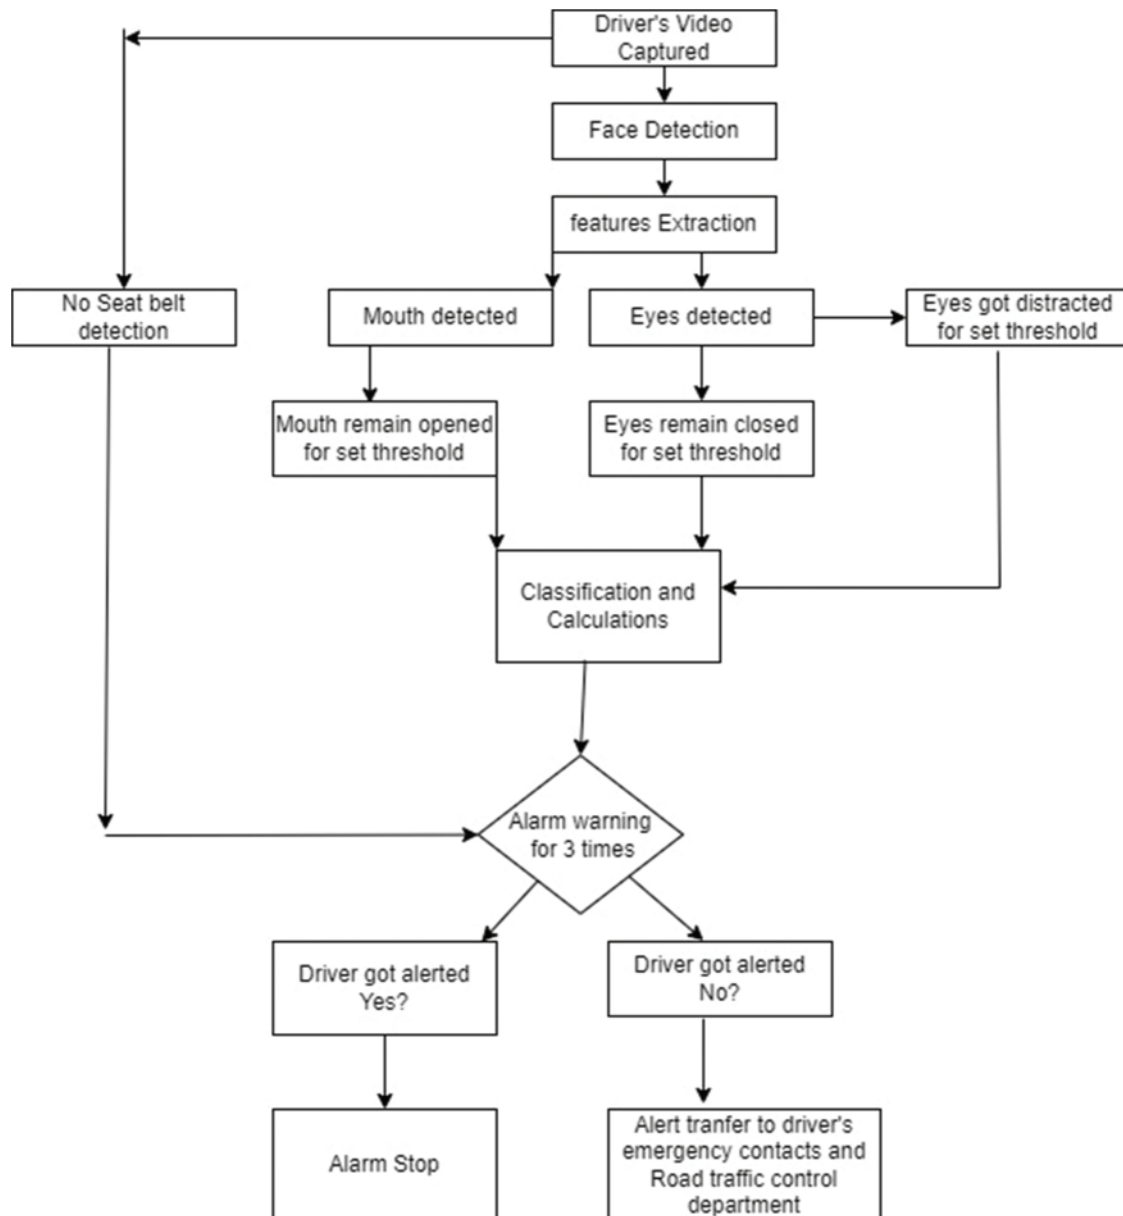 Driver's Video
Captured
Face Detection
features Extraction
No Seat belt
detection
Mouth detected
Eyes detected
Eyes got distracted
for set threshold
Mouth remain opened
for set threshold
Eyes remain closed
for set threshold
Classification and
Calculations
Alarm warning
for 3 times
Driver got alerted
Yes?
Driver got alerted
No?
Alarm Stop
Alert tranfer to driver's
emergency contacts and
Road traffic control
department